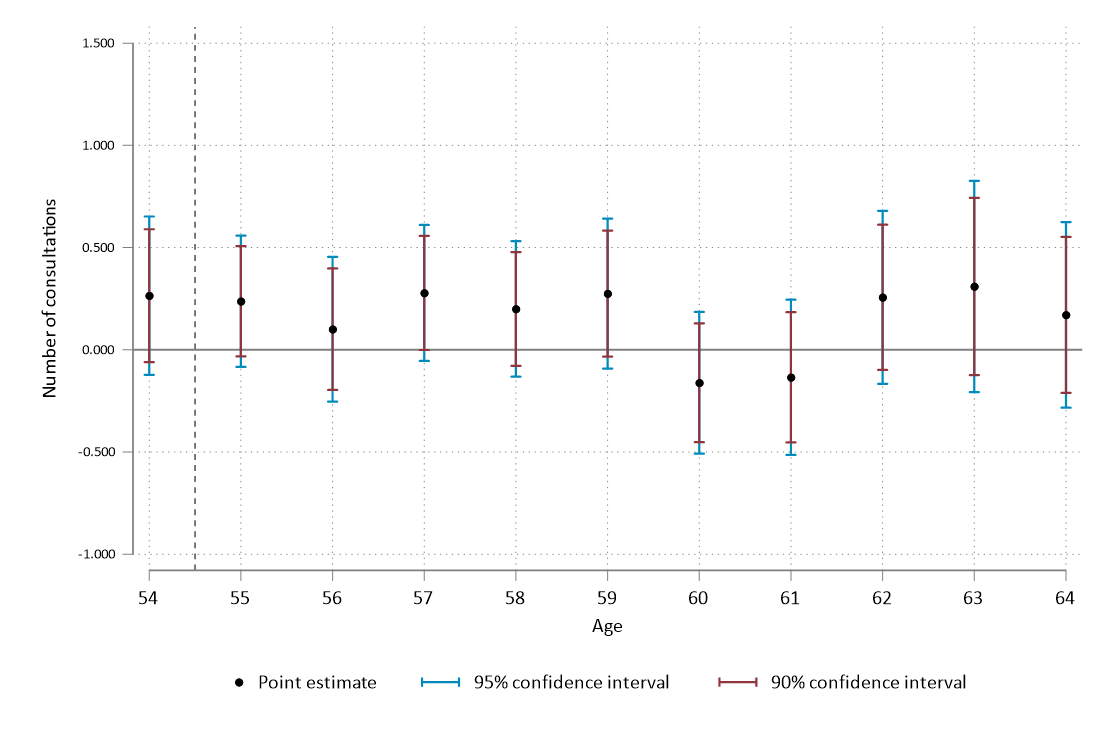 Number of consultations
1.500
1.000
0.500
0.000
-0.500
-1.000
54 55 56 57 58 59 60 61 62 63 64
Age
Point estimate 95% confidence interval 90% confidence interval